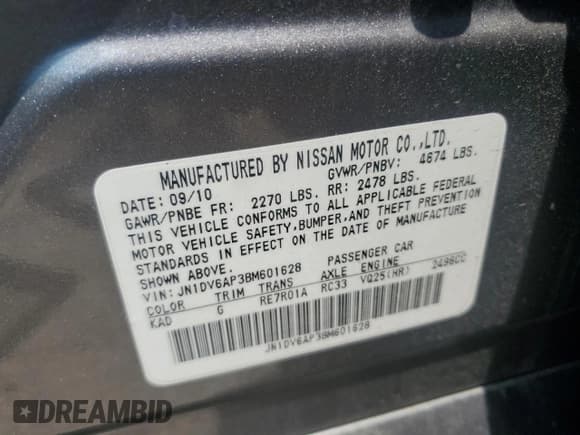 MANUFACTURED BY NISSAN MOTOR CO.,LTD.
DATE: 09/10 GVWR/PNBV: 4674 LBS.
GAWR/PNBE FR: 2270 LBS. RR: 2478 LBS.
THIS VEHICLE CONFORMS TO ALL APPLICABLE FEDERAL
MOTOR VEHICLE SAFETY,BUMPER,AND THEFT PREVENTION
STANDARDS IN EFFECT ON THE DATE OF MANUFACTURE
SHOWN ABOVE.
VIN: JN1DV6AP3BM601628 PASSENGER CAR
COLOR TRIM TRANS AXLE ENGINE
KAD G RE7R01A RC33 VQ25(HR) 2496CC
JN1DV6AP3BM601628
DREAMBID